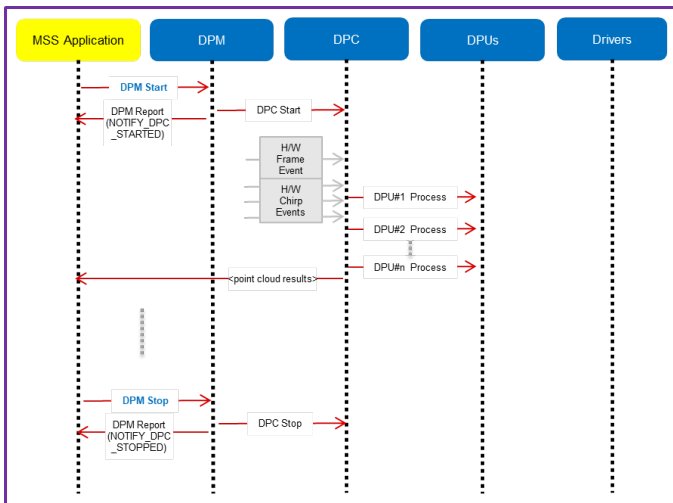 MSS Application
DPM
DPC
DPUs
Drivers
DPM Start
DPM Report
(NOTIFY_DPC
_STARTED)
DPC Start
H/W
Frame
Event
H/W
Chirp
Events
DPU#1 Process
DPU#2 Process
DPU#n Process
<point cloud results>
DPM Stop
DPM Report
(NOTIFY_DPC
_STOPPED)
DPC Stop